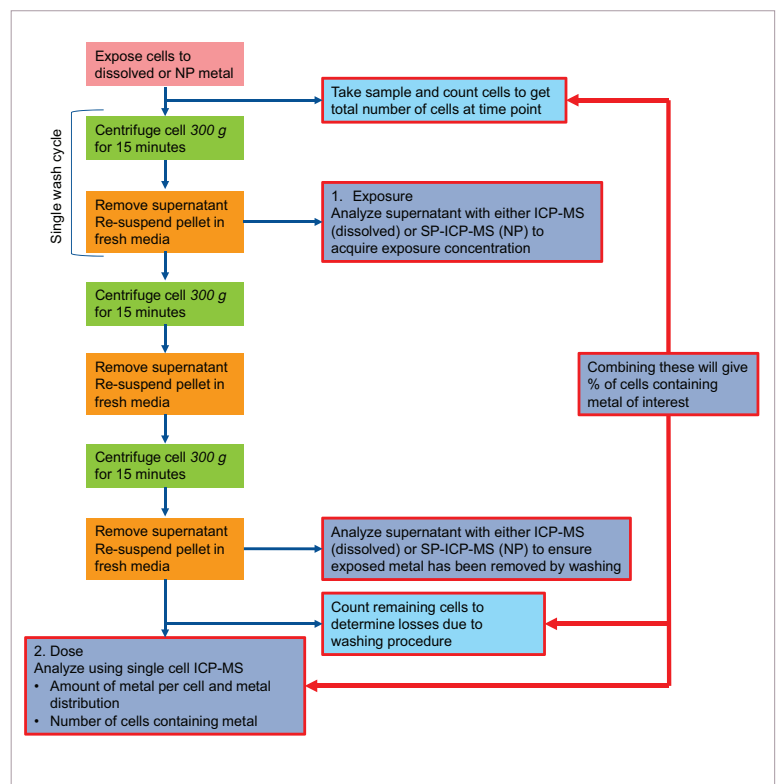 Expose cells to
dissolved or NP metal
Take sample and count cells to get
total number of cells at time point
Single wash cycle
Centrifuge cell 300 g
for 15 minutes
Remove supernatant
Re-suspend pellet in
fresh media
1. Exposure
Analyze supernatant with either ICP-MS
(dissolved) or SP-ICP-MS (NP) to
acquire exposure concentration
Centrifuge cell 300 g
for 15 minutes
Remove supernatant
Re-suspend pellet in
fresh media
Combining these will give
% of cells containing
metal of interest
Centrifuge cell 300 g
for 15 minutes
Remove supernatant
Re-suspend pellet in
fresh media
Analyze supernatant with either ICP-MS
(dissolved) or SP-ICP-MS (NP) to ensure
exposed metal has been removed by washing
Count remaining cells to
determine losses due to
washing procedure
2. Dose
Analyze using single cell ICP-MS
• Amount of metal per cell and metal
distribution
• Number of cells containing metal